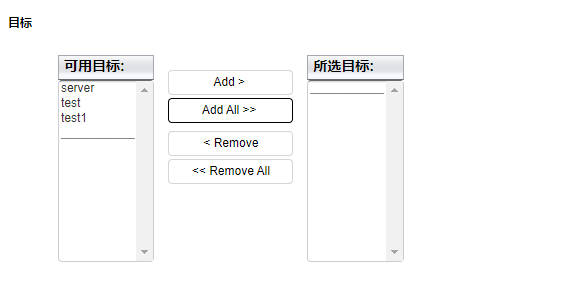 目标
可用目标:
server
test
test1
Add >
Add All >>
< Remove
<< Remove All
所选目标: